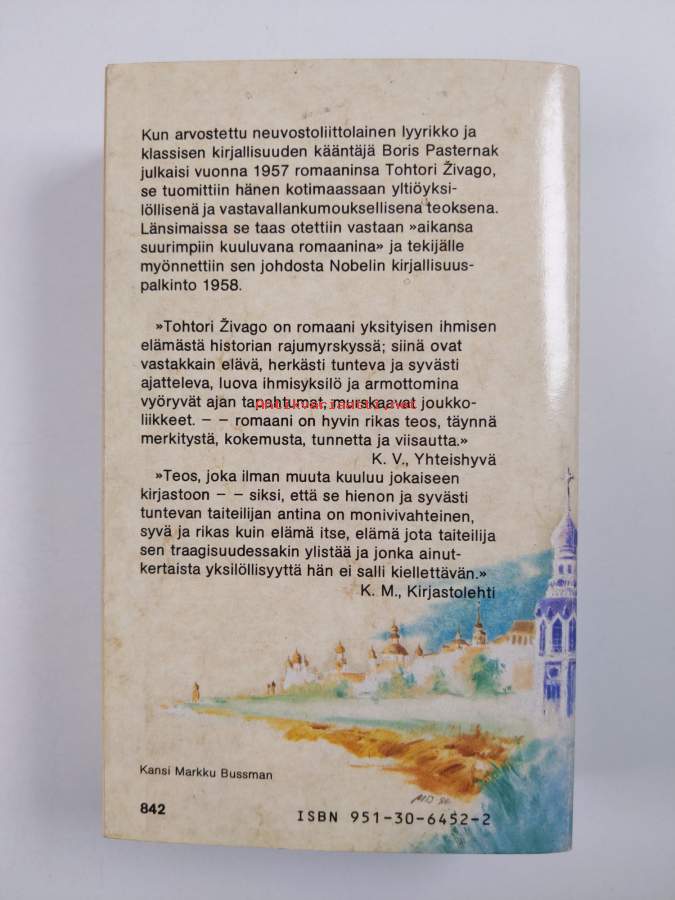 Kun arvostettu neuvostoliittolainen lyyrikko ja
klassisen kirjallisuuden kääntäjä Boris Pasternak
julkaisi vuonna 1957 romaaninsa Tohtori Živago,
se tuomittiin hänen kotimaassaan yltiöyksi-
löllisenä ja vastavallankumouksellisena teoksena.
Länsimaissa se taas otettiin vastaan »aikansa
suurimpiin kuuluvana romaanina» ja tekijälle
myönnettiin sen johdosta Nobelin kirjallisuus-
palkinto 1958.
»Tohtori Živago on romaani yksityisen ihmisen
elämästä historian rajumyrskyssä; siinä ovat
vastakkain elävä, herkästi tunteva ja syvästi
ajatteleva, luova ihmisyksilö ja armottomina
vyöryvät ajan tapahtumat, murskaavat joukko-
Antikvariaatti.net
liikkeet. – – romaani on hyvin rikas teos, täynnä
merkitystä, kokemusta, tunnetta ja viisautta.»
K. V., Yhteishyvä
»Teos, joka ilman muuta kuuluu jokaiseen
kirjastoon – – siksi, että se hienon ja syvästi
tuntevan taiteilijan antina on monivivahteinen,
syvä ja rikas kuin elämä itse, elämä jota taiteilija
sen traagisuudessakin ylistää ja jonka ainut-
kertaista yksilöllisyyttä hän ei salli kiellettävän.»
K. M., Kirjastolehti
Kansi Markku Bussman
842
ISBN 951-30-6452-2